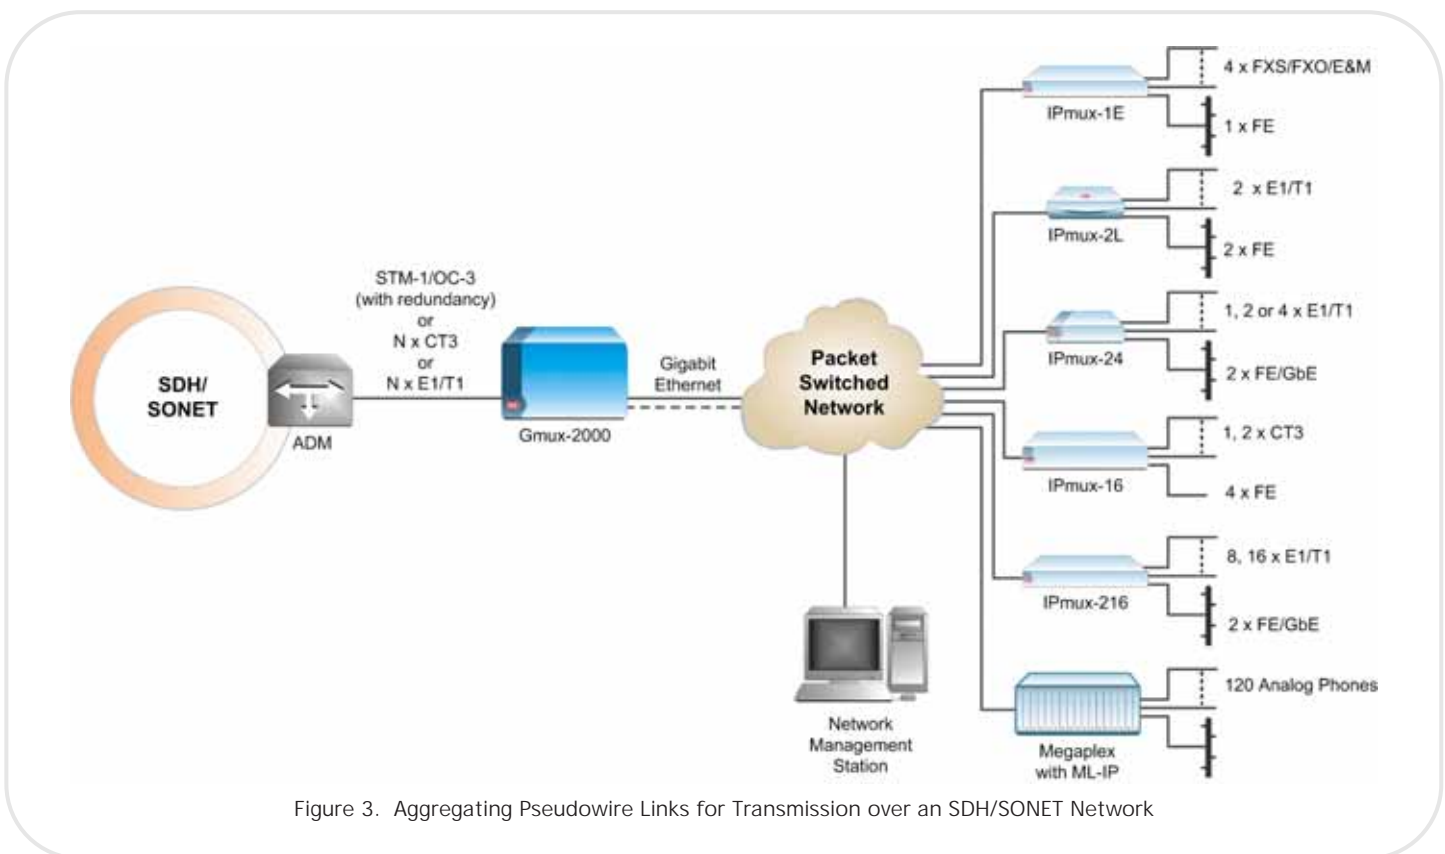 SDH/
SONET
ADM
STM-1/OC-3
(with redundancy)
or
N x CT3
or
N x E1/T1
Gmux-2000
Gigabit
Ethernet
Packet
Switched
Network
Network
Management
Station
IPmux-1E
4 x FXS/FXO/E&M
1 x FE
IPmux-2L
2 x E1/T1
2 x FE
IPmux-24
1, 2 or 4 x E1/T1
2 x FE/GbE
IPmux-16
1, 2 x CT3
4 x FE
IPmux-216
8, 16 x E1/T1
2 x FE/GbE
Megaplex
with ML-IP
120 Analog Phones
Figure 3. Aggregating Pseudowire Links for Transmission over an SDH/SONET Network